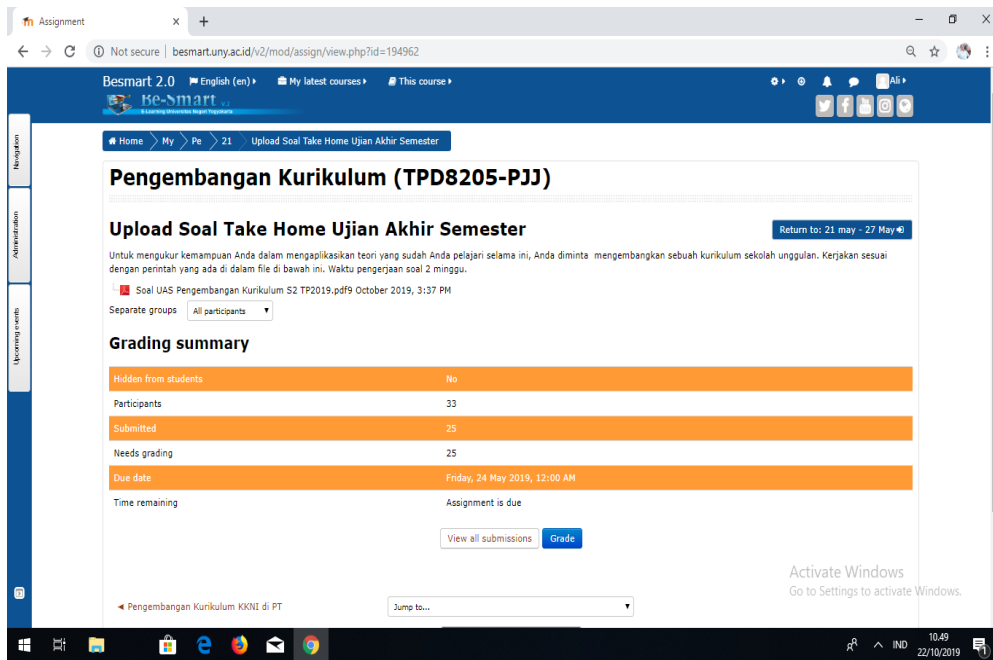 Assignment
Not secure | besmart.uny.ac.id/v2/mod/assign/view.php?id=194962
Besmart 2.0 English (en) My latest courses This course Ali
Be-Smart v.2
E-Learning Universitas Negeri Yogyakarta
Home My Pe 21 Upload Soal Take Home Ujian Akhir Semester
Navigation
Administration
Upcoming events
Pengembangan Kurikulum (TPD8205-PJJ)
Upload Soal Take Home Ujian Akhir Semester
Return to: 21 may - 27 May
Untuk mengukur kemampuan Anda dalam mengaplikasikan teori yang sudah Anda pelajari selama ini, Anda diminta mengembangkan sebuah kurikulum sekolah unggulan. Kerjakan sesuai
dengan perintah yang ada di dalam file di bawah ini. Waktu pengerjaan soal 2 minggu.
Soal UAS Pengembangan Kurikulum S2 TP2019.pdf9 October 2019, 3:37 PM
Separate groups All participants
Grading summary
Hidden from students No
Participants 33
Submitted 25
Needs grading 25
Due date Friday, 24 May 2019, 12:00 AM
Time remaining Assignment is due
View all submissions Grade
Activate Windows
Go to Settings to activate Windows.
◄ Pengembangan Kurikulum KKNI di PT Jump to...
IND 10.49
22/10/2019